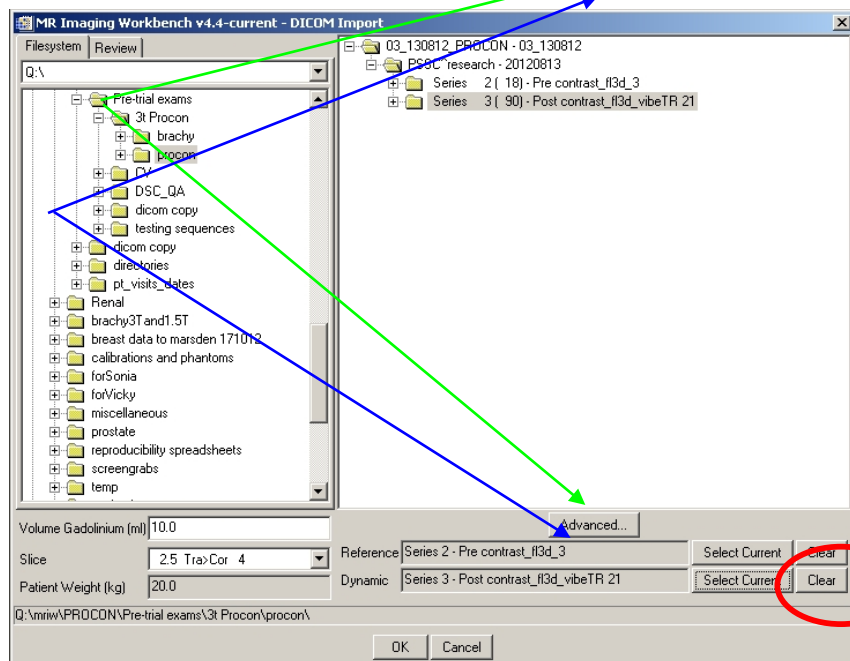 MR Imaging Workbench v4.4-current - DICOM Import
Filesystem Review
Q:\
Pre-trial exams
3t Procon
brachy
procon
CV
DSC_QA
dicom copy
testing sequences
dicom copy
directories
pt_visits_dates
Renal
brachy3Tand1.5T
breast data to marsden 171012
calibrations and phantoms
forSonia
forVicky
miscellaneous
prostate
reproducibility spreadsheets
screengrabs
temp
03_130812_PROCON - 03_130812
PSSC^research - 20120813
Series 2 ( 18) - Pre contrast_fl3d_3
Series 3 ( 90) - Post contrast_fl3d_vibeTR 21
Advanced...
Volume Gadolinium (ml) 10.0
Slice 2.5 Tra>Cor 4
Patient Weight (kg) 20.0
Reference Series 2 - Pre contrast_fl3d_3 Select Current Clear
Dynamic Series 3 - Post contrast_fl3d_vibeTR 21 Select Current Clear
Q:\mriw\PROCON\Pre-trial exams\3t Procon\procon\
OK Cancel